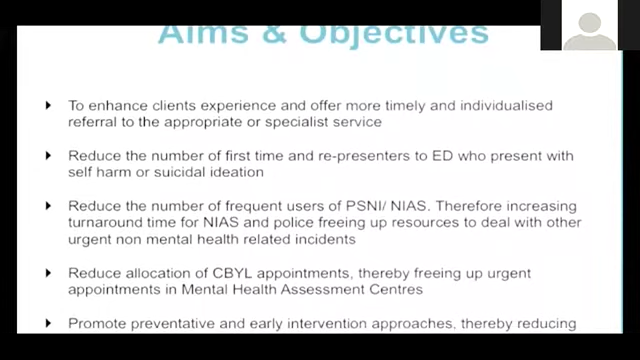 Aims & Objectives
To enhance clients experience and offer more timely and individualised
referral to the appropriate or specialist service
Reduce the number of first time and re-presenters to ED who present with
self harm or suicidal ideation
Reduce the number of frequent users of PSNI/ NIAS. Therefore increasing
turnaround time for NIAS and police freeing up resources to deal with other
urgent non mental health related incidents
Reduce allocation of CBYL appointments, thereby freeing up urgent
appointments in Mental Health Assessment Centres
Promote preventative and early intervention approaches, thereby reducing